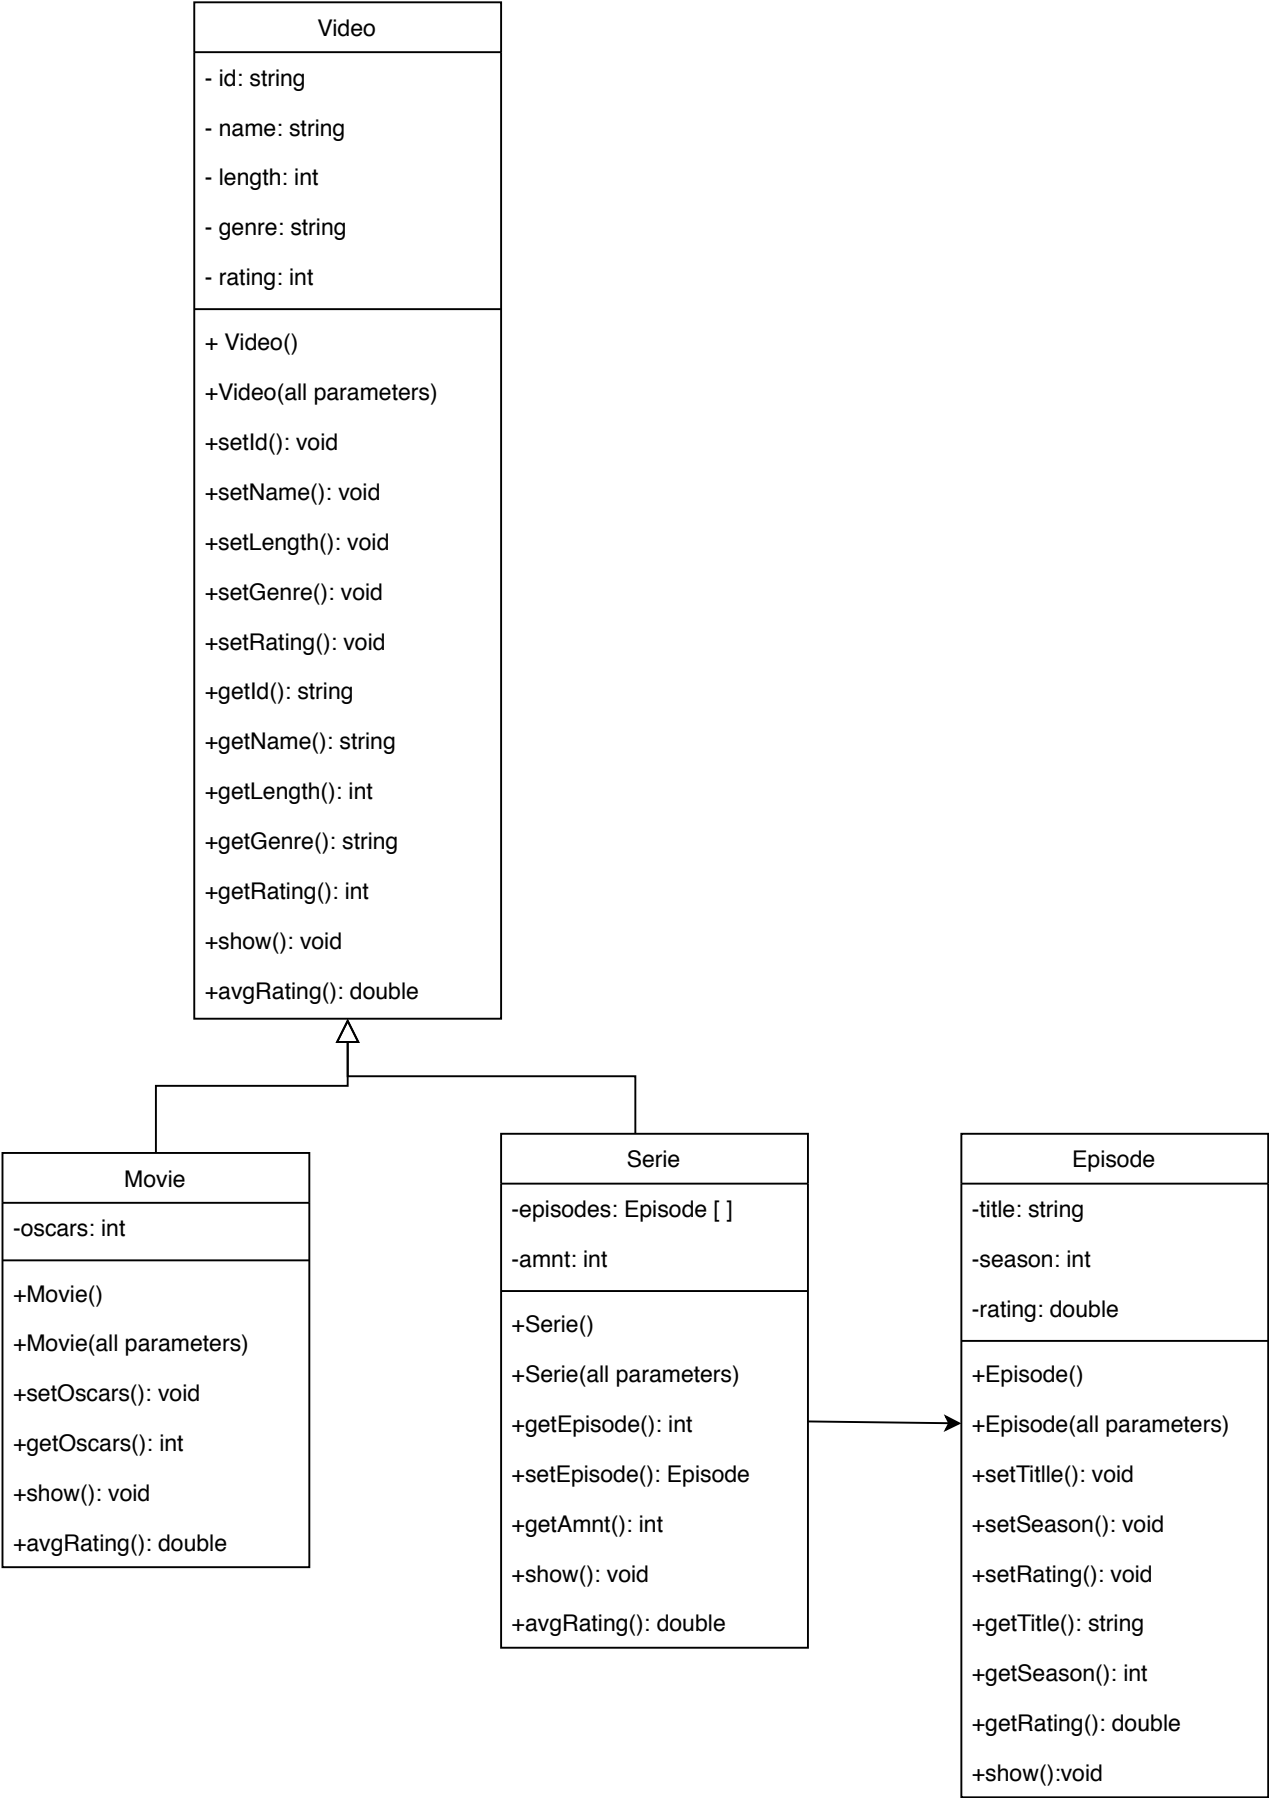 Video
- id: string
- name: string
- length: int
- genre: string
- rating: int
+ Video()
+Video(all parameters)
+setId(): void
+setName(): void
+setLength(): void
+setGenre(): void
+setRating(): void
+getId(): string
+getName(): string
+getLength(): int
+getGenre(): string
+getRating(): int
+show(): void
+avgRating(): double
Movie
-oscars: int
+Movie()
+Movie(all parameters)
+setOscars(): void
+getOscars(): int
+show(): void
+avgRating(): double
Serie
-episodes: Episode [ ]
-amnt: int
+Serie()
+Serie(all parameters)
+getEpisode(): int
+setEpisode(): Episode
+getAmnt(): int
+show(): void
+avgRating(): double
Episode
-title: string
-season: int
-rating: double
+Episode()
+Episode(all parameters)
+setTitlle(): void
+setSeason(): void
+setRating(): void
+getTitle(): string
+getSeason(): int
+getRating(): double
+show():void